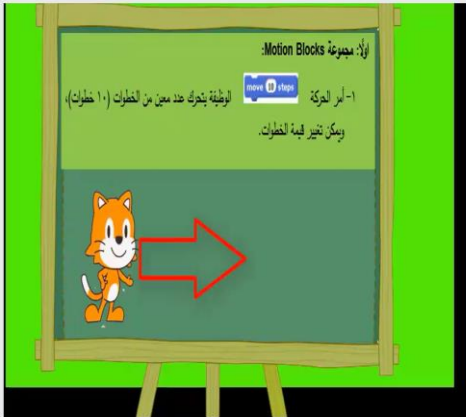 اولًا: مجموعة Motion Blocks:
١- أمر الحركة move 10 steps الوظيفة يتحرك عدد معين من الخطوات (١٠ خطوات)،
ويمكن تغيير قيمة الخطوات.